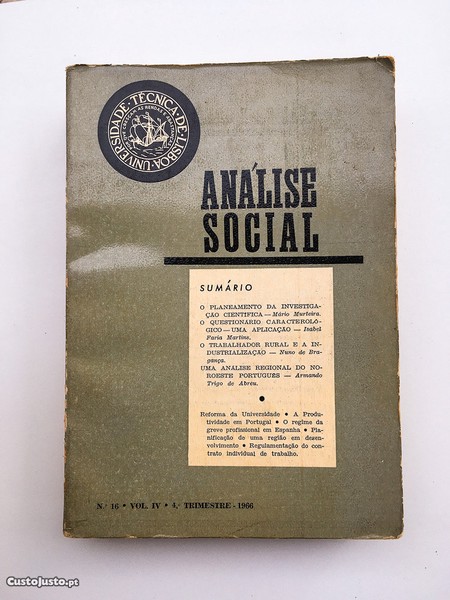 UNIVERSIDADE·TÉCNICA·DE·LISBOA
ANÁLISE
SOCIAL
SUMÁRIO
O PLANEAMENTO DA INVESTIGA-
ÇÃO CIENTIFICA — Mário Murteira.
O QUESTIONARIO CARACTEROLÓ-
GICO — UMA APLICAÇÃO — Isabel
Faria Martins.
O TRABALHADOR RURAL E A IN-
DUSTRIALIZAÇÃO — Nuno de Bra-
gança.
UMA ANÁLISE REGIONAL DO NO-
ROESTE PORTUGUÊS — Armando
Trigo de Abreu.
•
Reforma da Universidade • A Produ-
tividade em Portugal • O regime da
greve profissional em Espanha • Pla-
nificação de uma região em desen-
volvimento • Regulamentação do con-
trato individual de trabalho.
N.º 16 • VOL. IV • 4.º TRIMESTRE - 1966
CustoJusto.pt